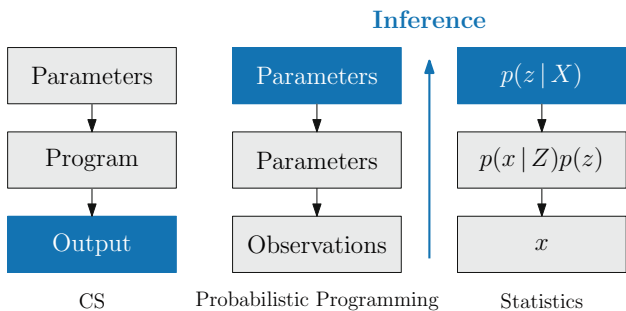 Inference
Parameters
Parameters
p(z | X)
Program
Parameters
p(x | Z)p(z)
Output
Observations
x
CS
Probabilistic Programming
Statistics